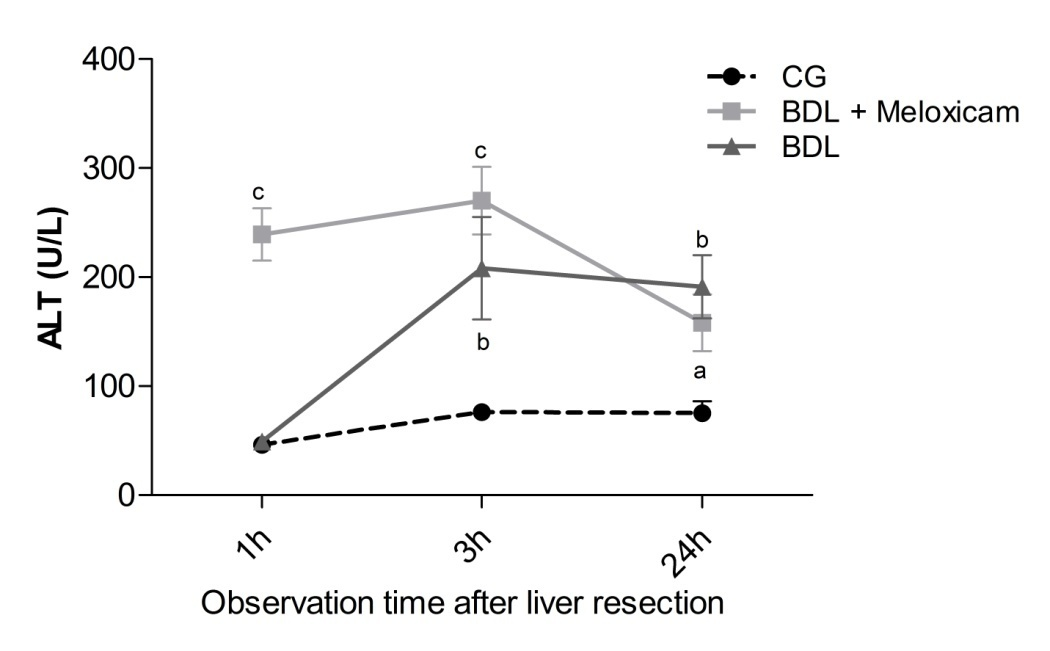 400
300
200
100
0
ALT (U/L)
CG
BDL + Meloxicam
BDL
c
c
b
b
a
1h
3h
24h
Observation time after liver resection